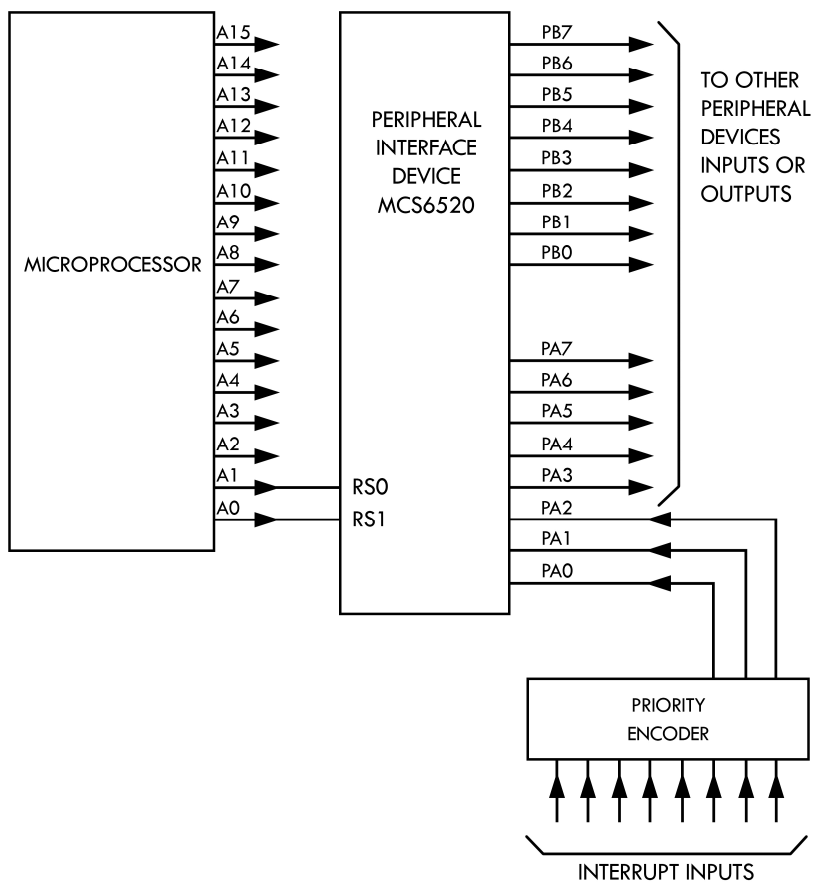 A15
A14
A13
A12
A11
A10
A9
A8
MICROPROCESSOR
A7
A6
A5
A4
A3
A2
A1
A0
PERIPHERAL
INTERFACE
DEVICE
MCS6520
RS0
RS1
PB7
PB6
PB5
PB4
PB3
PB2
PB1
PB0
PA7
PA6
PA5
PA4
PA3
PA2
PA1
PA0
TO OTHER
PERIPHERAL
DEVICES
INPUTS OR
OUTPUTS
PRIORITY
ENCODER
INTERRUPT INPUTS